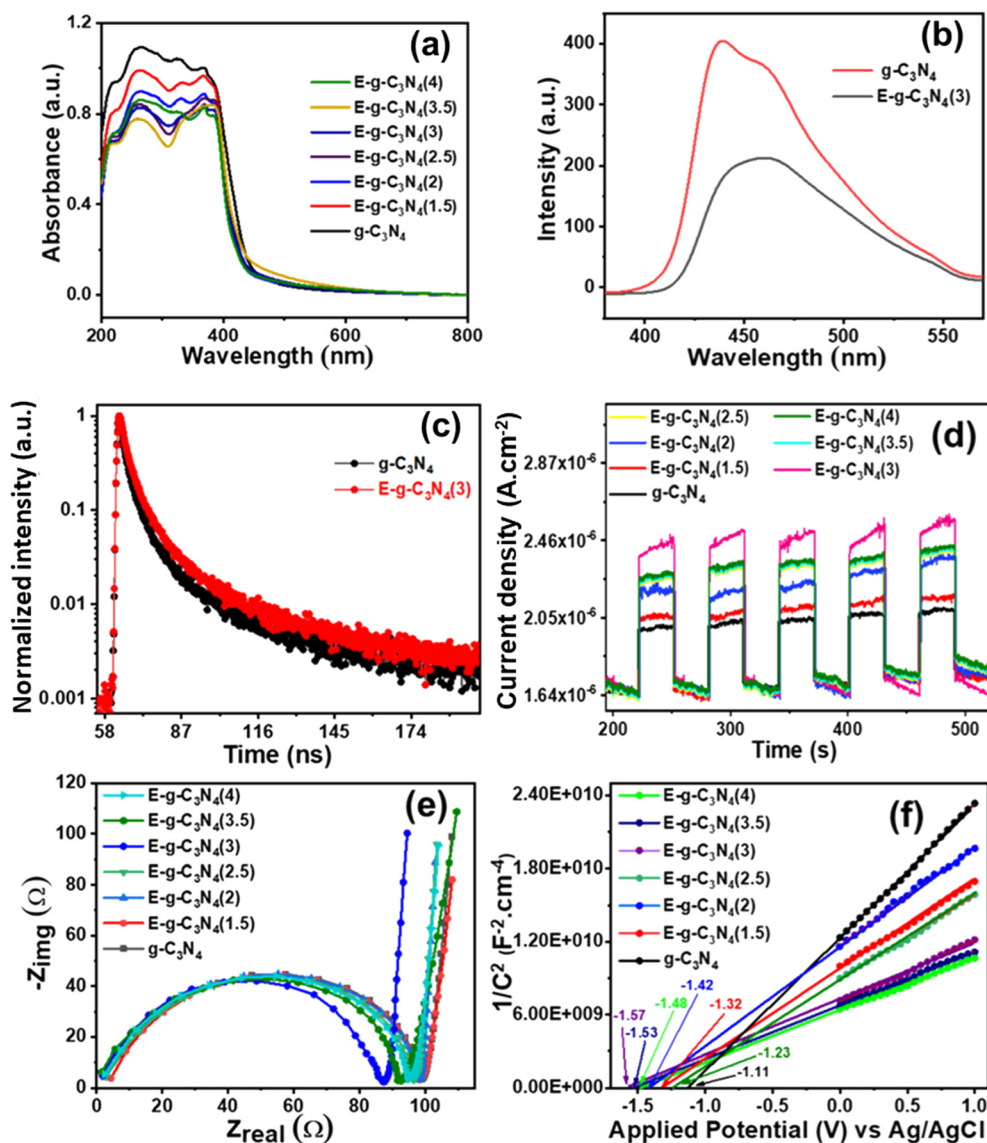 (a)
1.2
0.8
0.4
0.0
Absorbance (a.u.)
E-g-C₃N₄(4)
E-g-C₃N₄(3.5)
E-g-C₃N₄(3)
E-g-C₃N₄(2.5)
E-g-C₃N₄(2)
E-g-C₃N₄(1.5)
g-C₃N₄
200 400 600 800
Wavelength (nm)
(b)
400
300
200
100
0
Intensity (a.u.)
g-C₃N₄
E-g-C₃N₄(3)
400 450 500 550
Wavelength (nm)
(c)
1
0.1
0.01
0.001
Normalized intensity (a.u.)
g-C₃N₄
E-g-C₃N₄(3)
58 87 116 145 174
Time (ns)
(d)
E-g-C₃N₄(2.5) E-g-C₃N₄(4)
E-g-C₃N₄(2) E-g-C₃N₄(3.5)
E-g-C₃N₄(1.5) E-g-C₃N₄(3)
g-C₃N₄
2.87x10⁻⁶
2.46x10⁻⁶
2.05x10⁻⁶
1.64x10⁻⁶
Current density (A.cm⁻²)
200 300 400 500
Time (s)
(e)
120
100
80
60
40
20
0
-Zimg (Ω)
E-g-C₃N₄(4)
E-g-C₃N₄(3.5)
E-g-C₃N₄(3)
E-g-C₃N₄(2.5)
E-g-C₃N₄(2)
E-g-C₃N₄(1.5)
g-C₃N₄
0 20 40 60 80 100
Zreal (Ω)
(f)
2.40E+010
1.80E+010
1.20E+010
6.00E+009
0.00E+000
1/C² (F⁻².cm⁻⁴)
E-g-C₃N₄(4)
E-g-C₃N₄(3.5)
E-g-C₃N₄(3)
E-g-C₃N₄(2.5)
E-g-C₃N₄(2)
E-g-C₃N₄(1.5)
g-C₃N₄
-1.42
-1.48
-1.32
-1.57
-1.53
-1.23
-1.11
-1.5 -1.0 -0.5 0.0 0.5 1.0
Applied Potential (V) vs Ag/AgCl